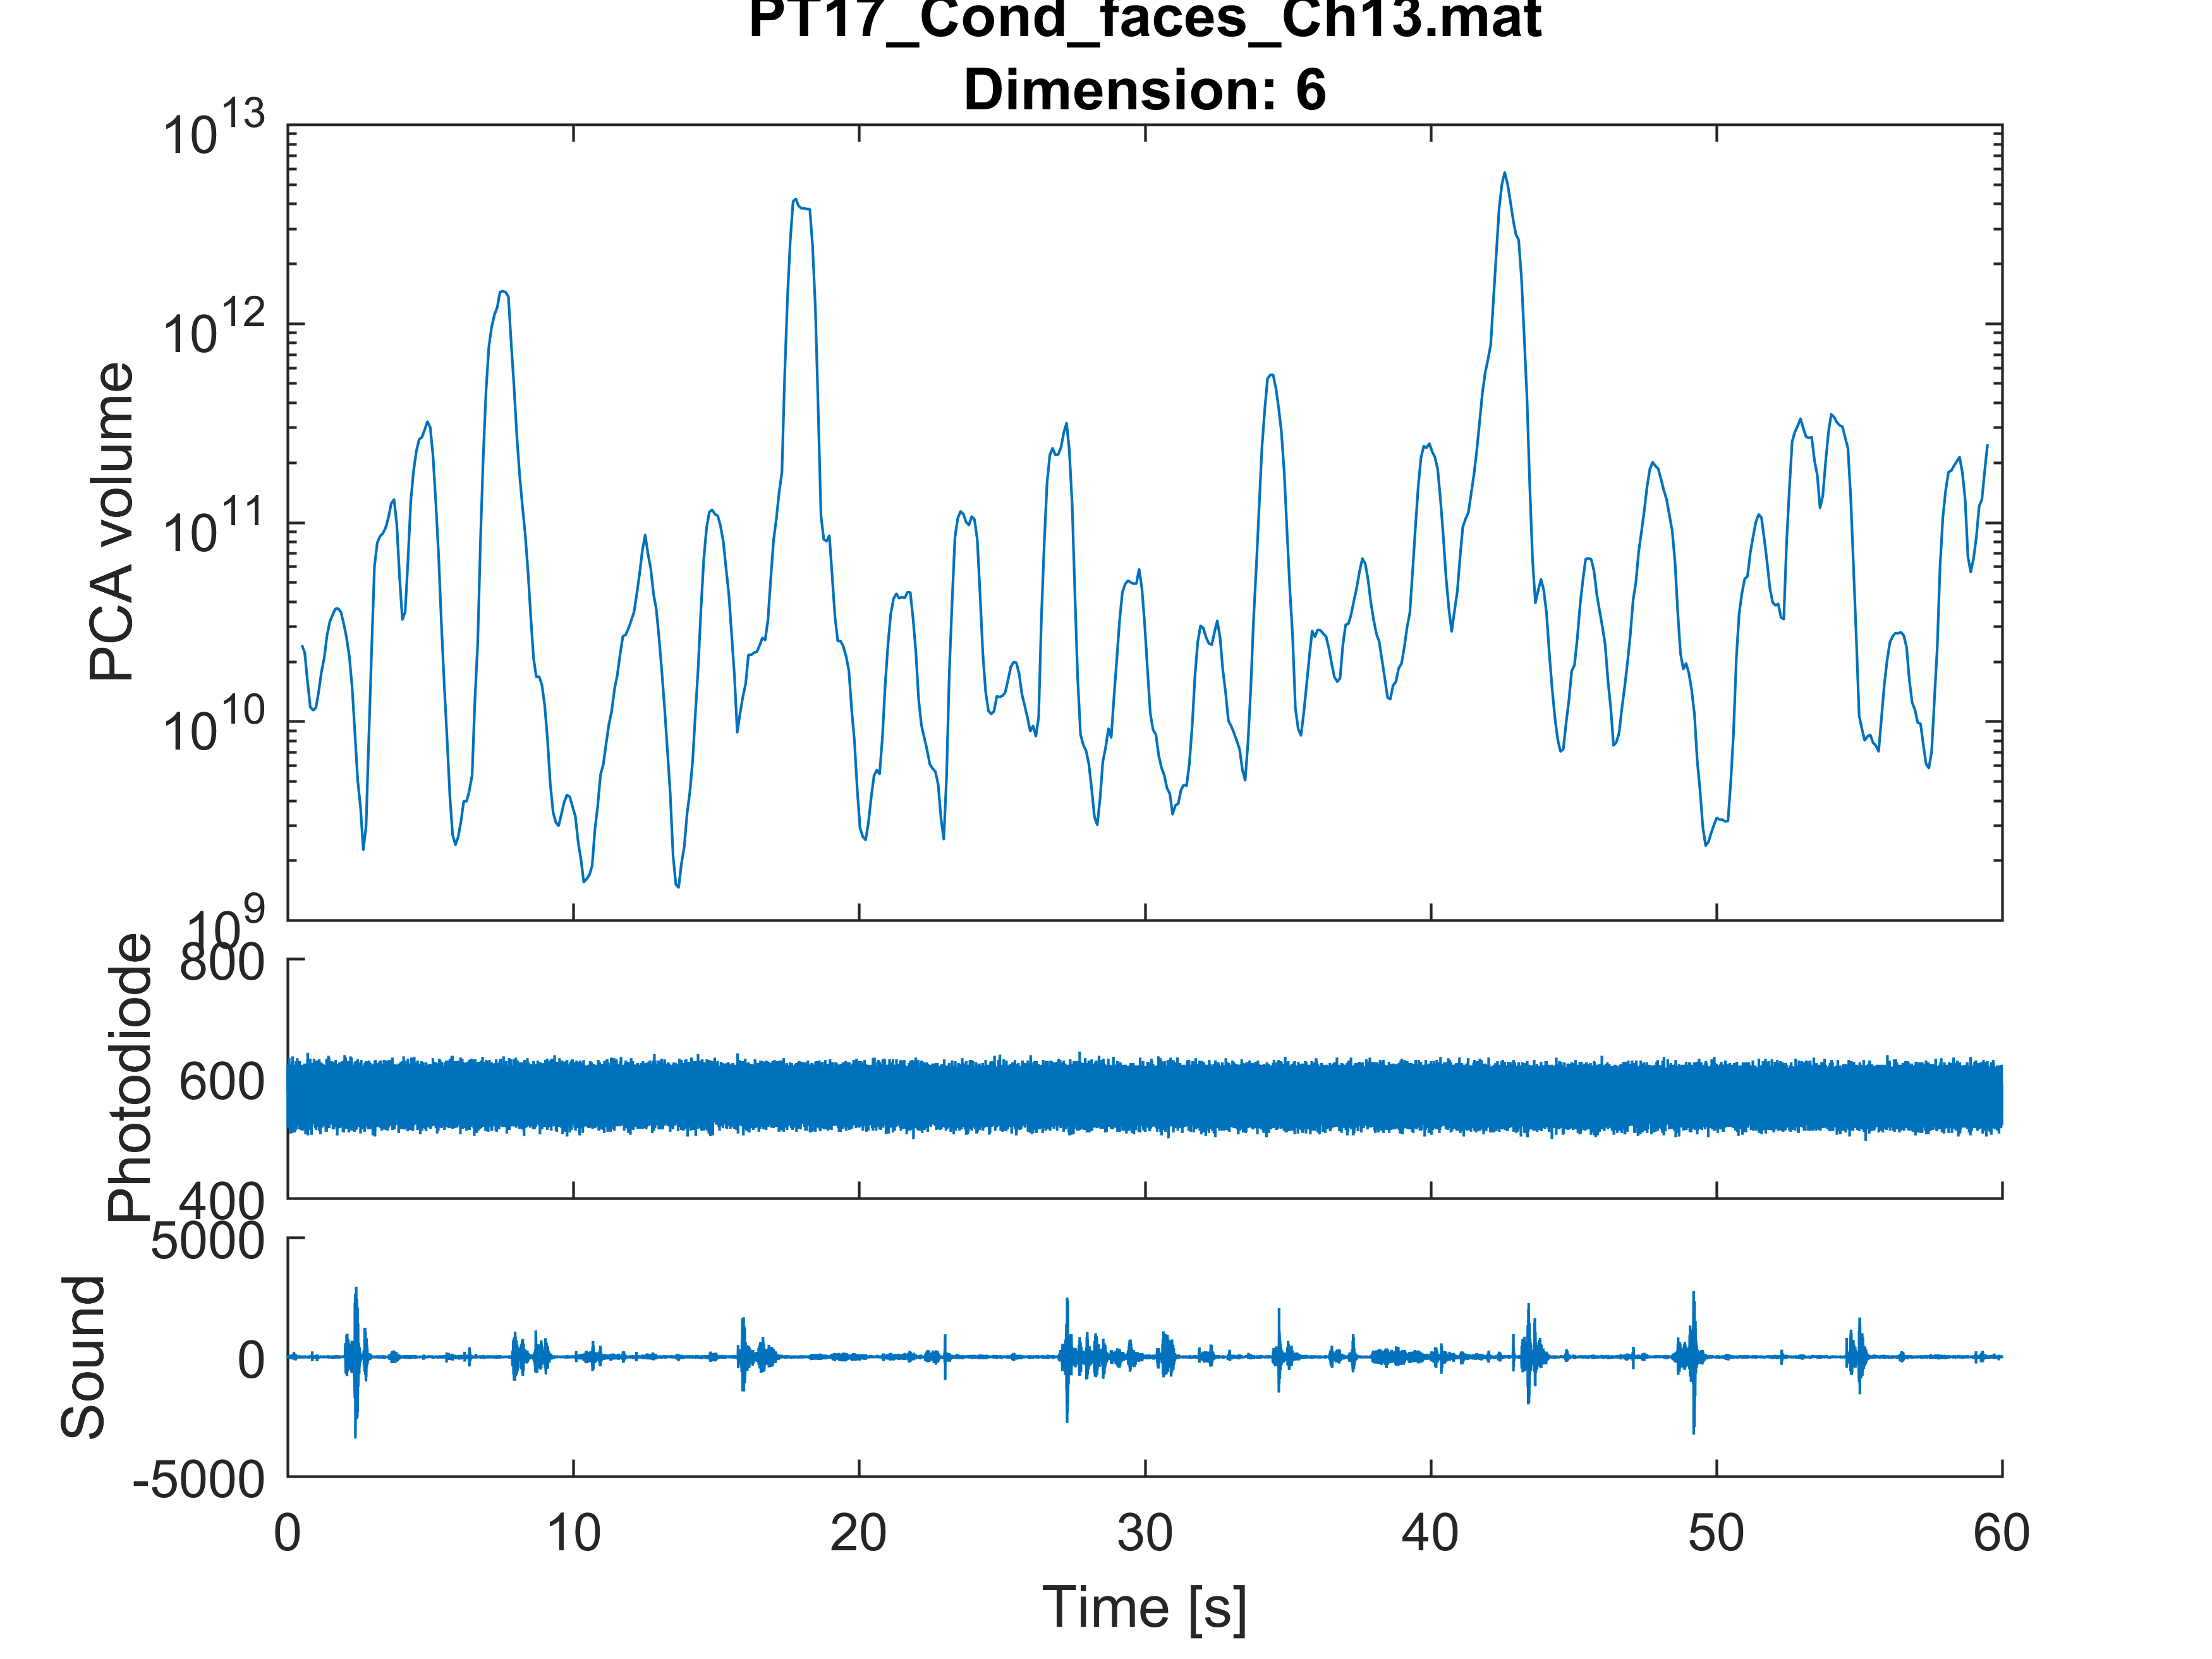 PT17_Cond_faces_Ch13.mat
Dimension: 6
10^13
10^12
10^11
10^10
10^9
PCA volume
800
600
400
Photodiode
5000
0
-5000
Sound
0 10 20 30 40 50 60
Time [s]